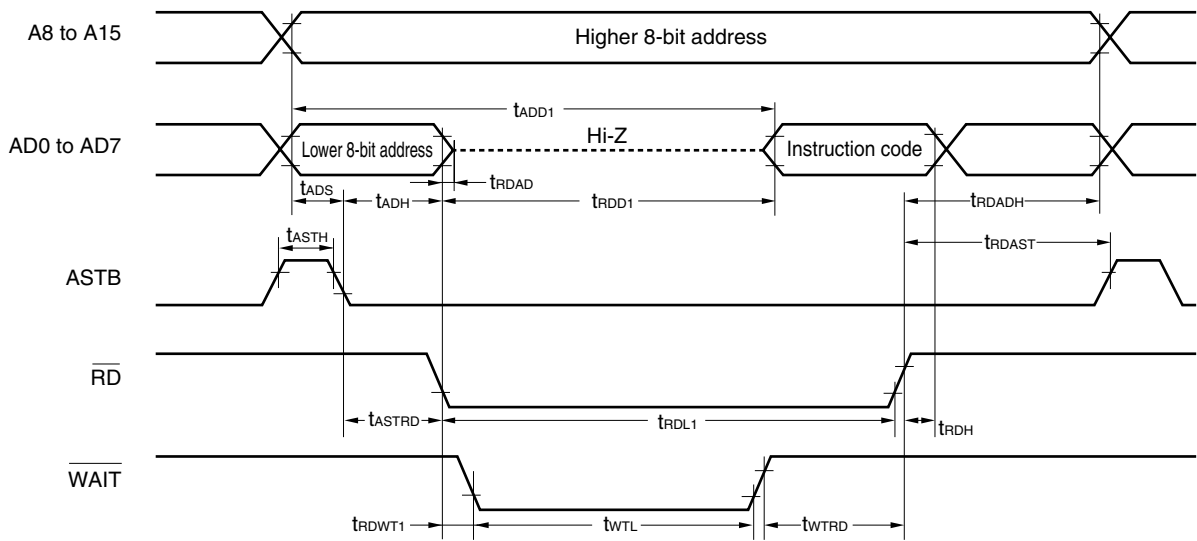 A8 to A15
Higher 8-bit address
tADD1
AD0 to AD7
Lower 8-bit address
Hi-Z
Instruction code
tRDAD
tADS
tADH
tRDD1
tRDADH
tASTH
tRDAST
ASTB
RD
tASTRD
tRDL1
tRDH
WAIT
tRDWT1
tWTL
tWTRD